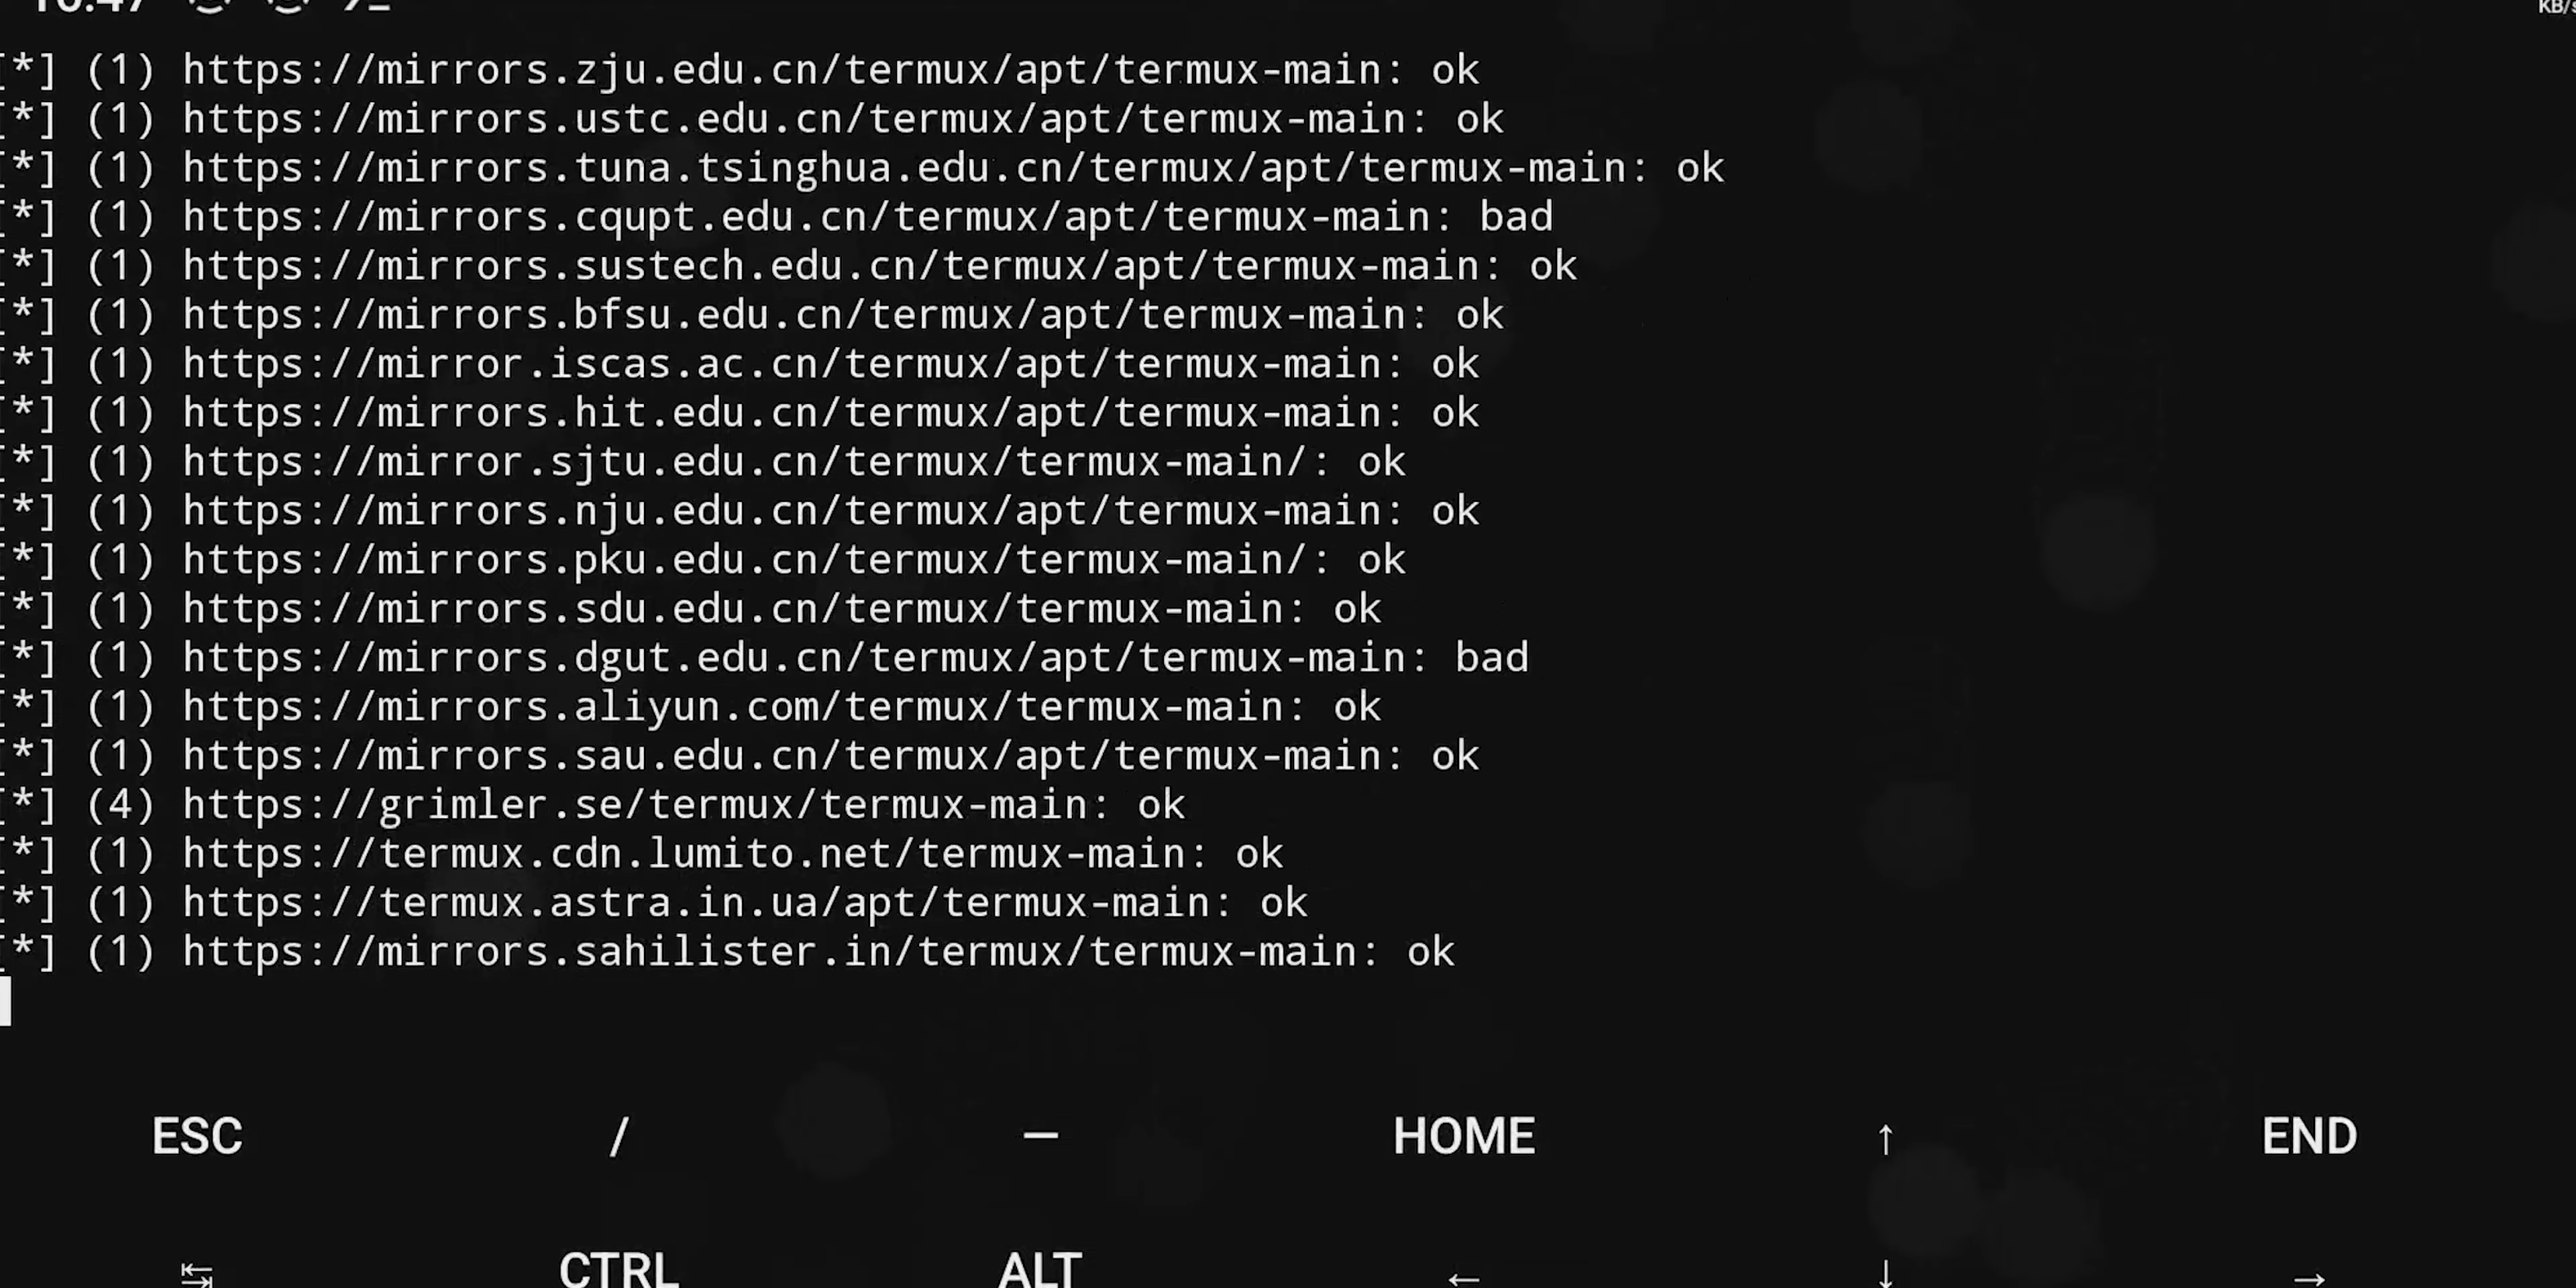 16:47 >_
KB/s
[*] (1) https://mirrors.zju.edu.cn/termux/apt/termux-main: ok
[*] (1) https://mirrors.ustc.edu.cn/termux/apt/termux-main: ok
[*] (1) https://mirrors.tuna.tsinghua.edu.cn/termux/apt/termux-main: ok
[*] (1) https://mirrors.cqupt.edu.cn/termux/apt/termux-main: bad
[*] (1) https://mirrors.sustech.edu.cn/termux/apt/termux-main: ok
[*] (1) https://mirrors.bfsu.edu.cn/termux/apt/termux-main: ok
[*] (1) https://mirror.iscas.ac.cn/termux/apt/termux-main: ok
[*] (1) https://mirrors.hit.edu.cn/termux/apt/termux-main: ok
[*] (1) https://mirror.sjtu.edu.cn/termux/termux-main/: ok
[*] (1) https://mirrors.nju.edu.cn/termux/apt/termux-main: ok
[*] (1) https://mirrors.pku.edu.cn/termux/termux-main/: ok
[*] (1) https://mirrors.sdu.edu.cn/termux/termux-main: ok
[*] (1) https://mirrors.dgut.edu.cn/termux/apt/termux-main: bad
[*] (1) https://mirrors.aliyun.com/termux/termux-main: ok
[*] (1) https://mirrors.sau.edu.cn/termux/apt/termux-main: ok
[*] (4) https://grimler.se/termux/termux-main: ok
[*] (1) https://termux.cdn.lumito.net/termux-main: ok
[*] (1) https://termux.astra.in.ua/apt/termux-main: ok
[*] (1) https://mirrors.sahilister.in/termux/termux-main: ok
ESC / — HOME ↑ END
↹ CTRL ALT ← ↓ →